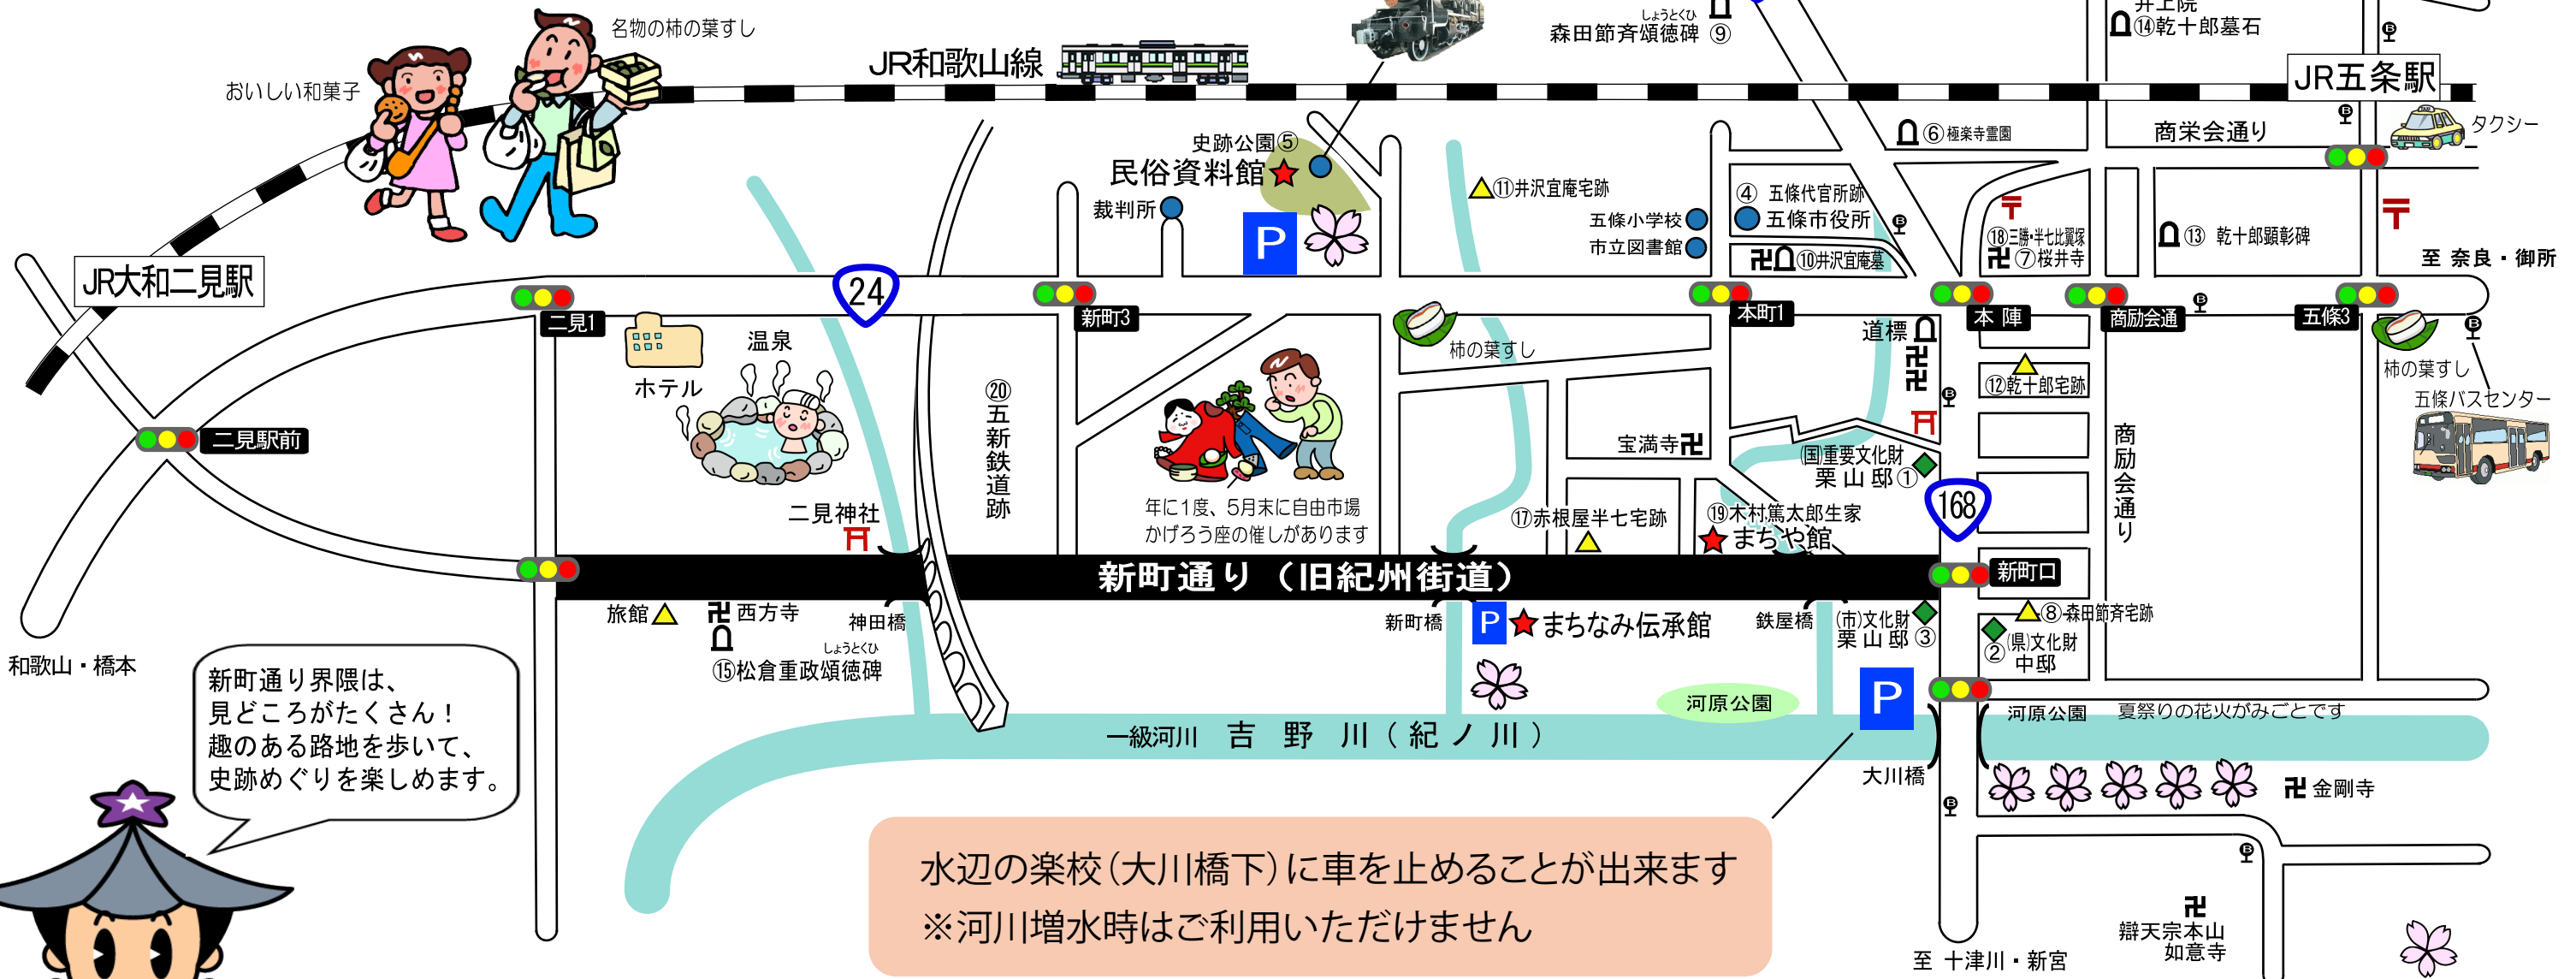 名物の柿の葉すし
おいしい和菓子
JR和歌山線
しょうとくひ
森田節斉頌徳碑 ⑨
⑭乾十郎墓石
JR五条駅
タクシー
商栄会通り
⑥極楽寺霊園
史跡公園⑤
民俗資料館
裁判所
P
⑪井沢宜庵宅跡
④ 五條代官所跡
五條市役所
五條小学校
市立図書館
⑩井沢宜庵墓
⑱三勝・半七比翼塚
⑦桜井寺
⑬ 乾十郎顕彰碑
至 奈良・御所
JR大和二見駅
24
二見1
新町3
本町1
本 陣
商励会通
五條3
ホテル
温泉
柿の葉すし
道標
⑫乾十郎宅跡
柿の葉すし
五條バスセンター
二見駅前
⑳五新鉄道跡
宝満寺
(国)重要文化財
栗山邸①
商励会通り
168
二見神社
年に1度、5月末に自由市場
かげろう座の催しがあります
⑰赤根屋半七宅跡
⑲木村篤太郎生家
まちや館
新町通り(旧紀州街道)
新町口
旅館
西方寺
神田橋
しょうとくひ
⑮松倉重政頌徳碑
新町橋
P
まちなみ伝承館
鉄屋橋
(市)文化財
栗山邸③
⑧森田節斉宅跡
②(県)文化財
中邸
和歌山・橋本
新町通り界隈は、
見どころがたくさん！
趣のある路地を歩いて、
史跡めぐりを楽しめます。
河原公園
P
河原公園
夏祭りの花火がみごとです
一級河川 吉野川(紀ノ川)
大川橋
金剛寺
水辺の楽校(大川橋下)に車を止めることが出来ます
※河川増水時はご利用いただけません
辯天宗本山
如意寺
至 十津川・新宮